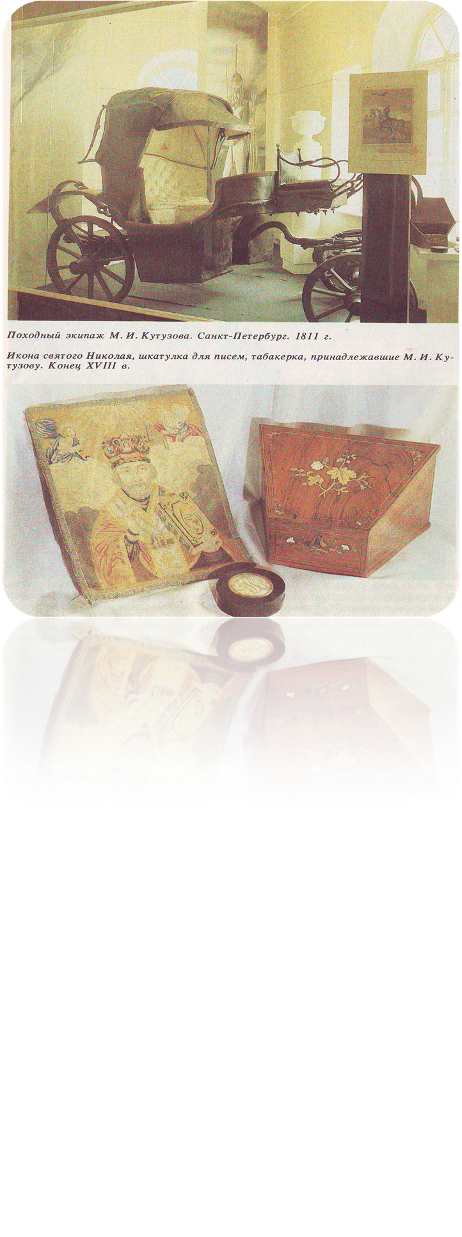 Походный экипаж М. И. Кутузова. Санкт-Петербург. 1811 г.
Икона святого Николая, шкатулка для писем, табакерка, принадлежавшие М. И. Ку-
тузову. Конец XVIII в.